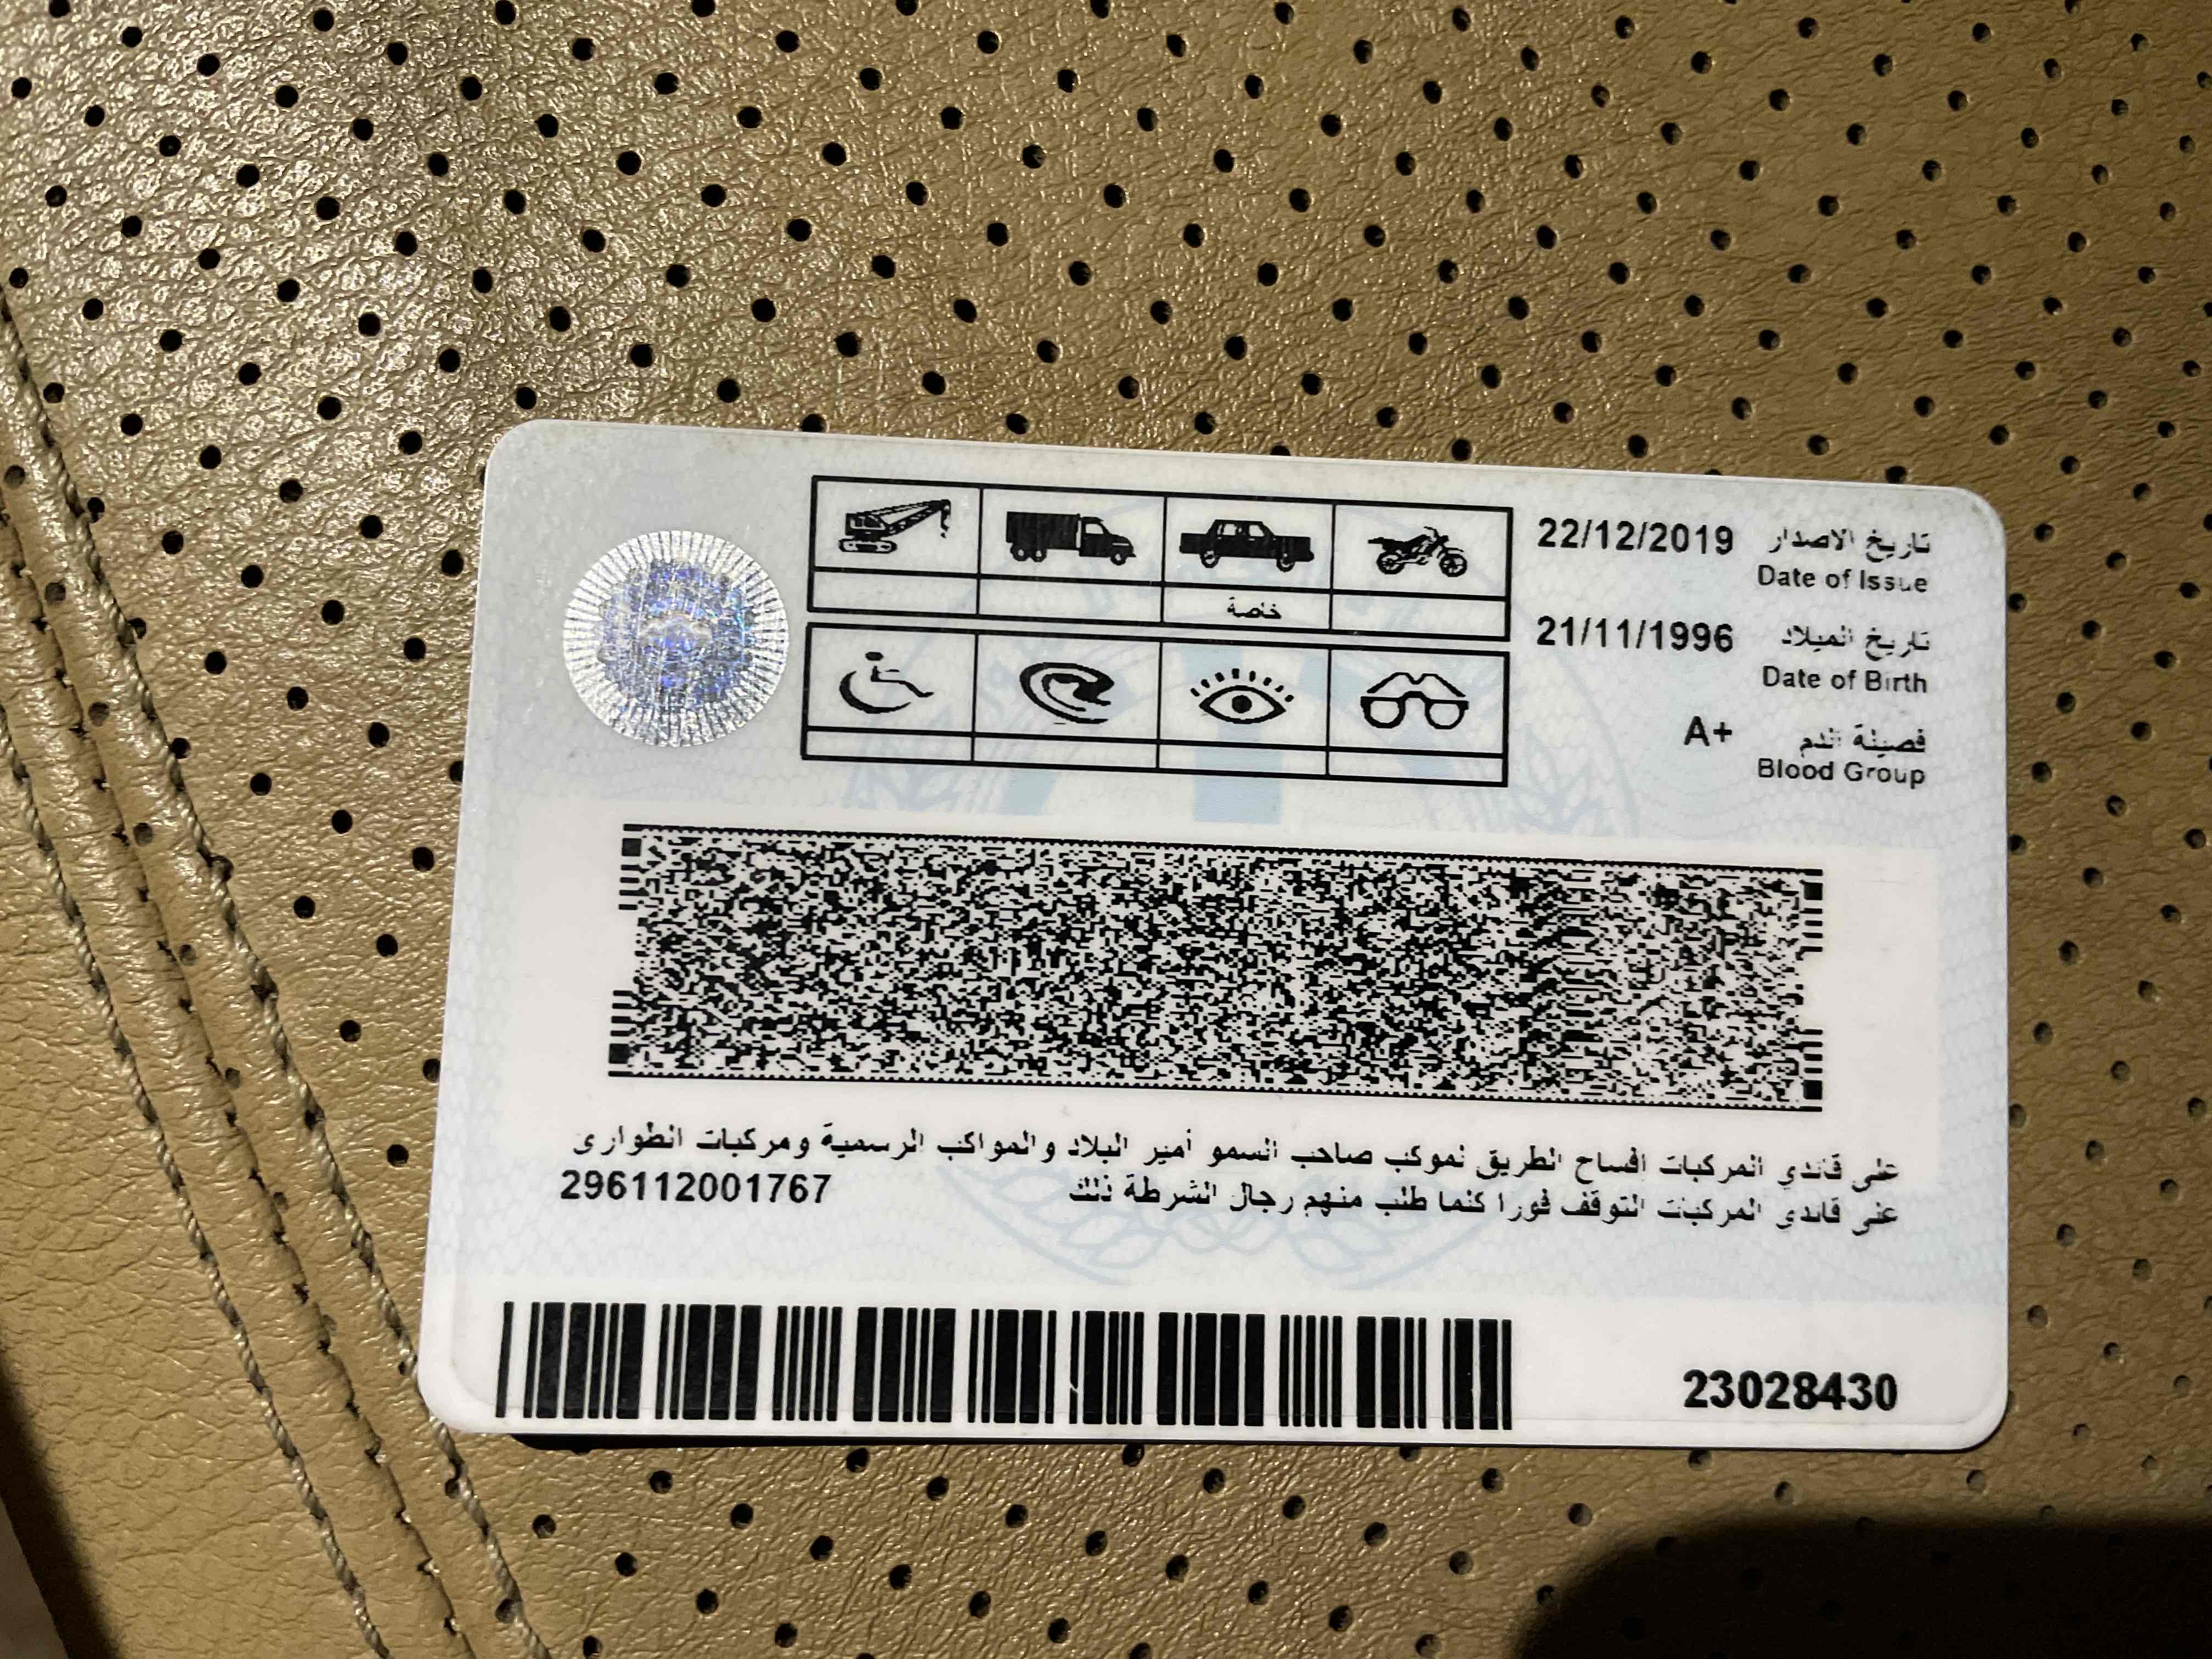 22/12/2019 تاريخ الاصدار
Date of Issue
خاصة
21/11/1996 تاريخ الميلاد
Date of Birth
A+ فصيلة الدم
Blood Group
على قائدي المركبات افساح الطريق لموكب صاحب السمو أمير البلاد والمواكب الرسمية ومركبات الطوارئ
على قائدي المركبات التوقف فورا كلما طلب منهم رجال الشرطة ذلك
296112001767
23028430